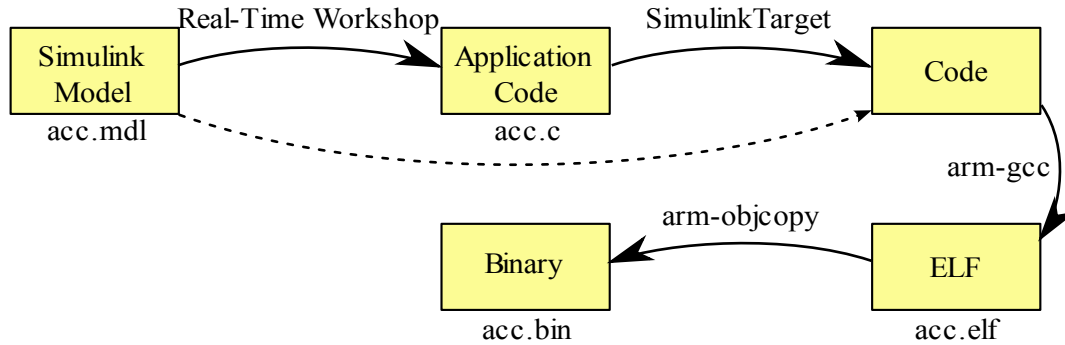 Real-Time Workshop
SimulinkTarget
Simulink
Model
Application
Code
Code
acc.mdl
acc.c
arm-gcc
arm-objcopy
Binary
ELF
acc.bin
acc.elf